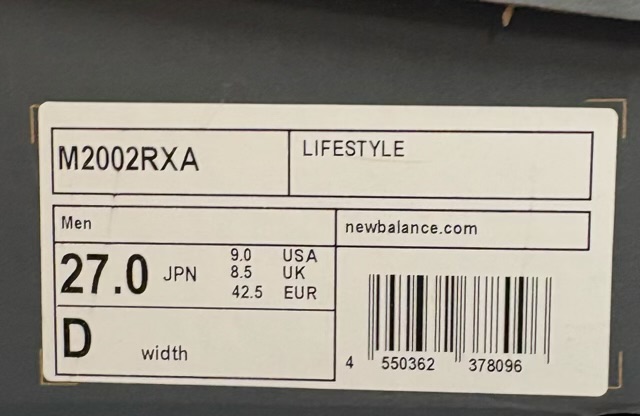 M2002RXA
LIFESTYLE
Men
newbalance.com
27.0 JPN
9.0 USA
8.5 UK
42.5 EUR
D width
4 550362 378096